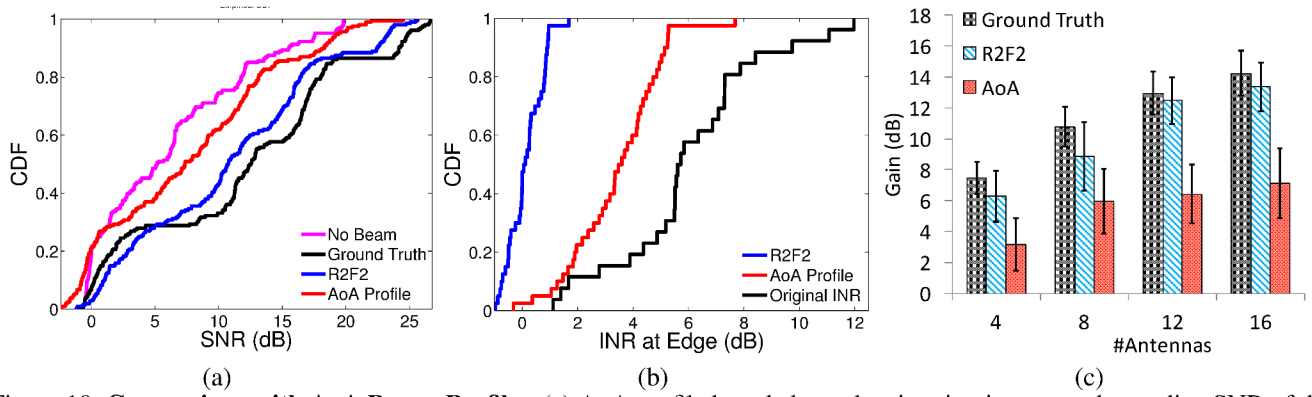 1
0.8
0.6
0.4
0.2
0
CDF
0
5
10
15
20
25
SNR (dB)
No Beam
Ground Truth
R2F2
AoA Profile
(a)
1
0.8
0.6
0.4
0.2
0
CDF
0
2
4
6
8
10
12
INR at Edge (dB)
R2F2
AoA Profile
Original INR
(b)
18
16
14
12
10
8
6
4
2
0
Gain (dB)
Ground Truth
R2F2
AoA
4
8
12
16
#Antennas
(c)